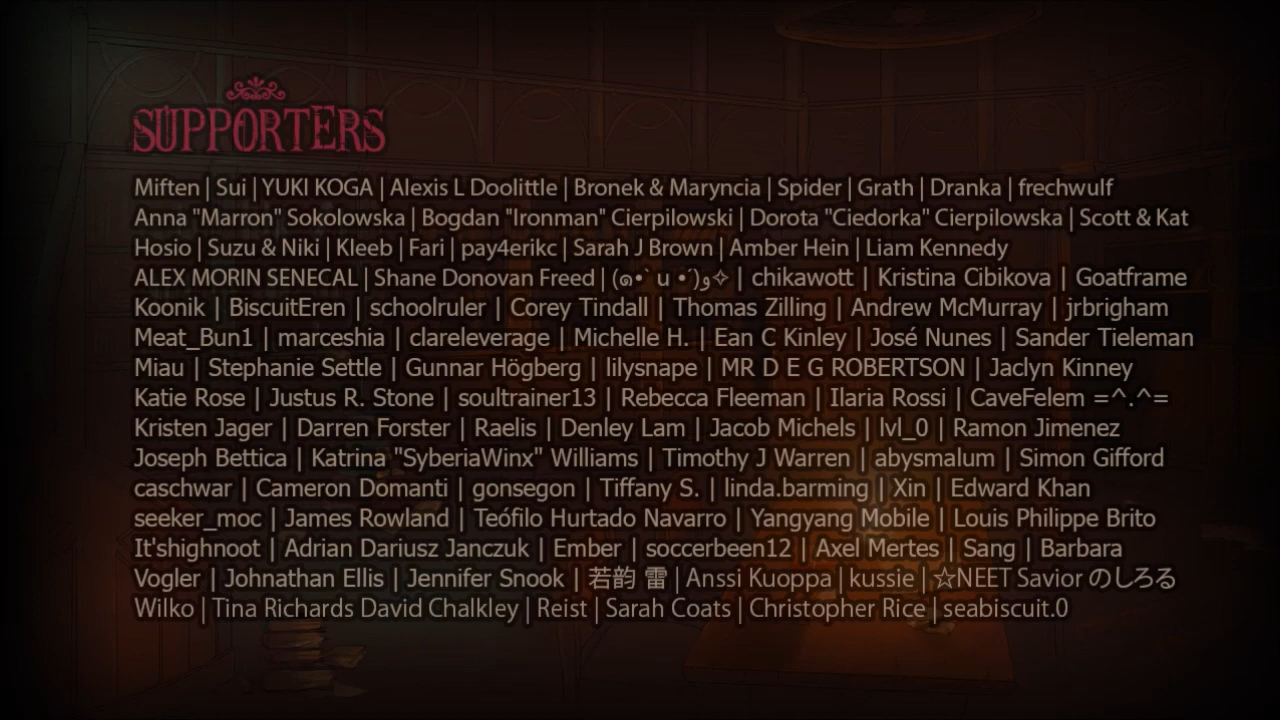 SUPPORTERS
Miften | Sui | YUKI KOGA | Alexis L Doolittle | Bronek & Maryncia | Spider | Grath | Dranka | frechwulf
Anna "Marron" Sokolowska | Bogdan "Ironman" Cierpilowski | Dorota "Ciedorka" Cierpilowska | Scott & Kat
Hosio | Suzu & Niki | Kleeb | Fari | pay4erikc | Sarah J Brown | Amber Hein | Liam Kennedy
ALEX MORIN SENECAL | Shane Donovan Freed | (๑•̀ u •́)و✧ | chikawott | Kristina Cibikova | Goatframe
Koonik | BiscuitEren | schoolruler | Corey Tindall | Thomas Zilling | Andrew McMurray | jrbrigham
Meat_Bun1 | marceshia | clareleverage | Michelle H. | Ean C Kinley | José Nunes | Sander Tieleman
Miau | Stephanie Settle | Gunnar Högberg | lilysnape | MR D E G ROBERTSON | Jaclyn Kinney
Katie Rose | Justus R. Stone | soultrainer13 | Rebecca Fleeman | Ilaria Rossi | CaveFelem =^.^=
Kristen Jager | Darren Forster | Raelis | Denley Lam | Jacob Michels | lvl_0 | Ramon Jimenez
Joseph Bettica | Katrina "SyberiaWinx" Williams | Timothy J Warren | abysmalum | Simon Gifford
caschwar | Cameron Domanti | gonsegon | Tiffany S. | linda.barming | Xin | Edward Khan
seeker_moc | James Rowland | Teófilo Hurtado Navarro | Yangyang Mobile | Louis Philippe Brito
It'shighnoot | Adrian Dariusz Janczuk | Ember | soccerbeen12 | Axel Mertes | Sang | Barbara
Vogler | Johnathan Ellis | Jennifer Snook | 若韵 雷 | Anssi Kuoppa | kussie | ☆NEET Savior のしろる
Wilko | Tina Richards David Chalkley | Reist | Sarah Coats | Christopher Rice | seabiscuit.0